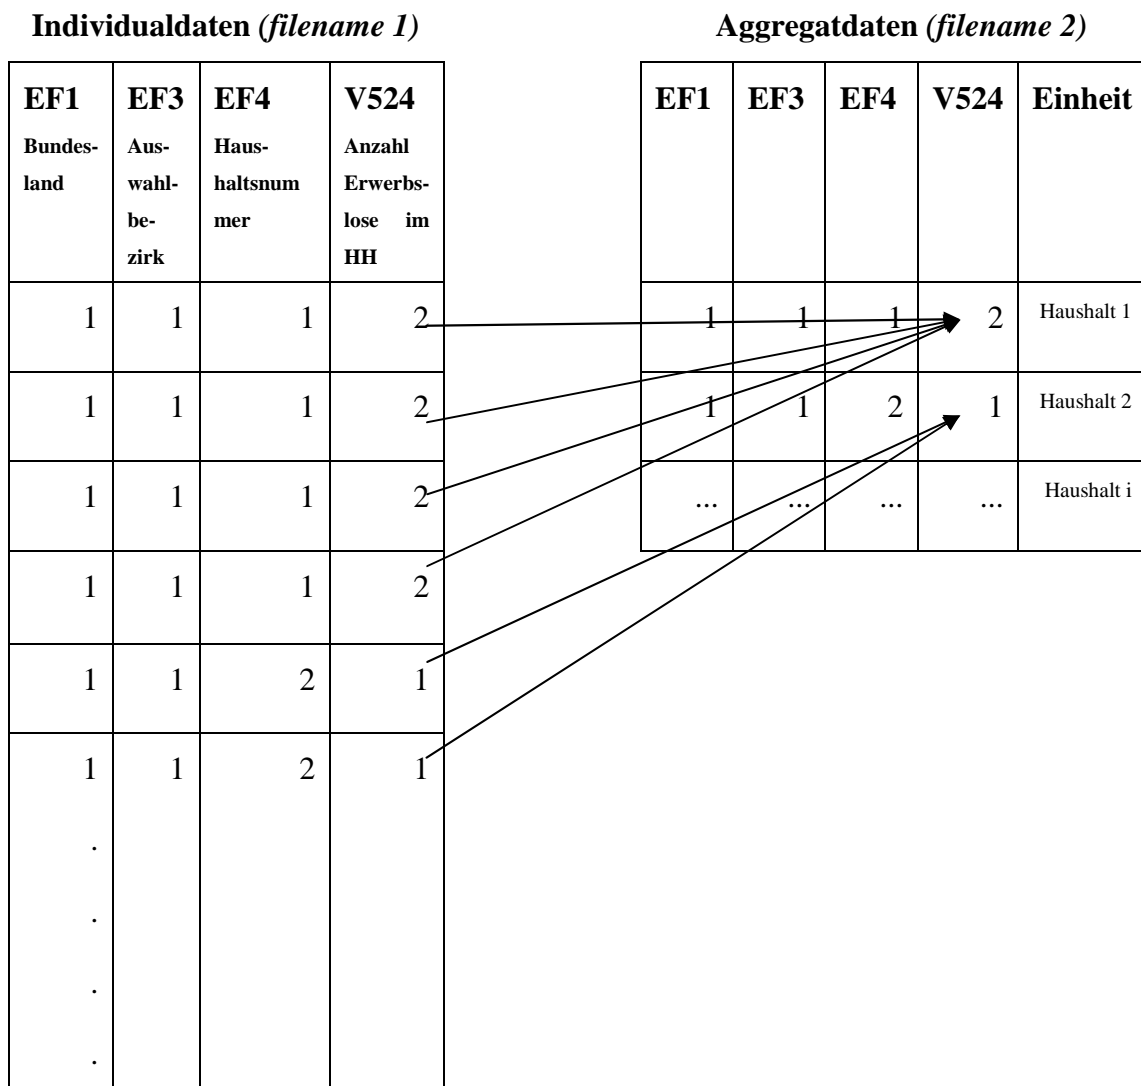 Individualdaten (filename 1)
EF1 EF3 EF4 V524
Bundes- Aus- Haus- Anzahl
land wahl- haltsnum Erwerbs-
be- mer lose im
zirk HH
1 1 1 2
1 1 1 2
1 1 1 2
1 1 1 2
1 1 2 1
1 1 2 1
.
.
.
.
Aggregatdaten (filename 2)
EF1 EF3 EF4 V524 Einheit
1 1 1 2 Haushalt 1
1 1 2 1 Haushalt 2
... ... ... ... Haushalt i